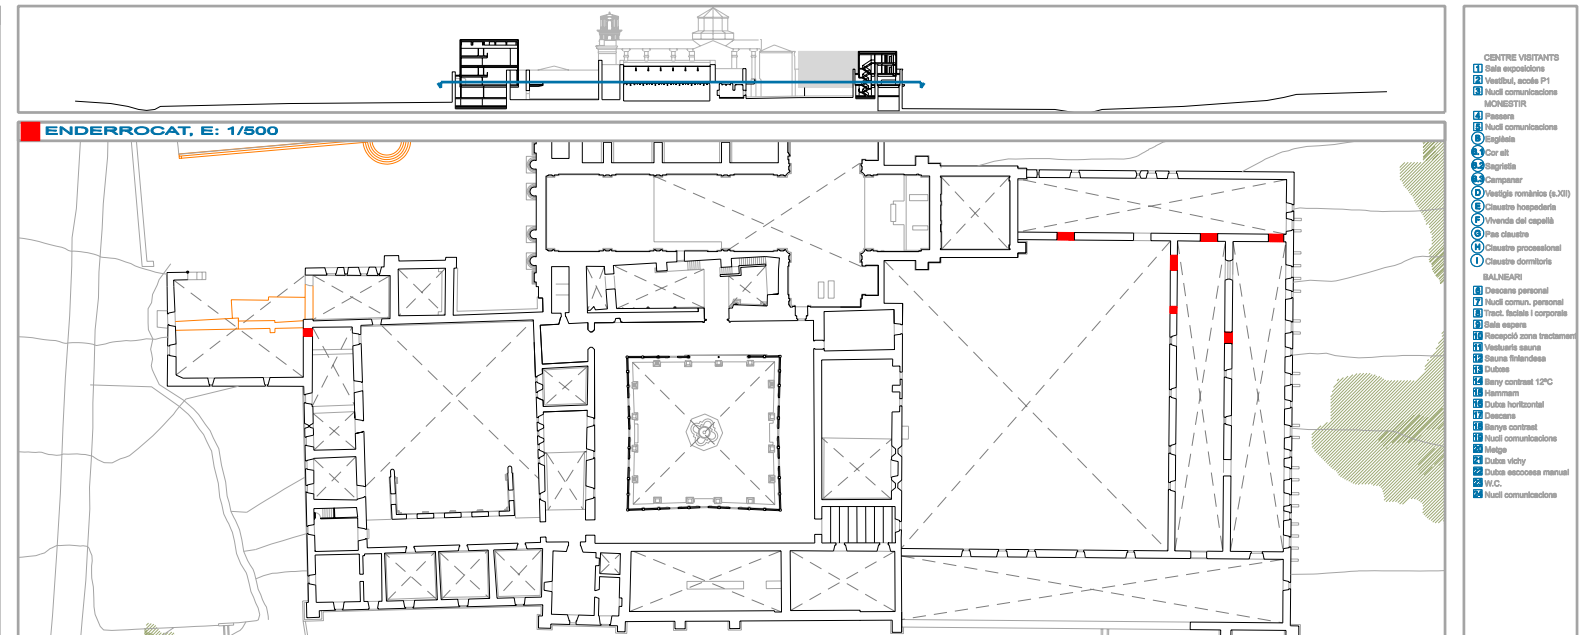 ENDERROCAT, E: 1/500
CENTRE VISITANTS
1 Sala exposicions
2 Vestíbul, accés P1
3 Nucli comunicacions
MONESTIR
4 Passera
5 Nucli comunicacions
B Església
B.1 Cor alt
B.2 Sagristia
B.3 Campanar
D Vestigis romànics (s.XII)
E Claustre hospederia
F Vivenda del capellà
G Pas claustre
H Claustre processional
I Claustre dormitoris
BALNEARI
6 Descans personal
7 Nucli comun. personal
8 Tract. facials i corporals
9 Sala espera
10 Recepció zona tractament
11 Vestuaris sauna
12 Sauna finlandesa
13 Dutxes
14 Bany contrast 12ºC
15 Hammam
16 Dutxa horitzontal
17 Descans
18 Banys contrast
19 Nucli comunicacions
20 Metge
21 Dutxa vichy
22 Dutxa escocesa manual
23 W.C.
24 Nucli comunicacions